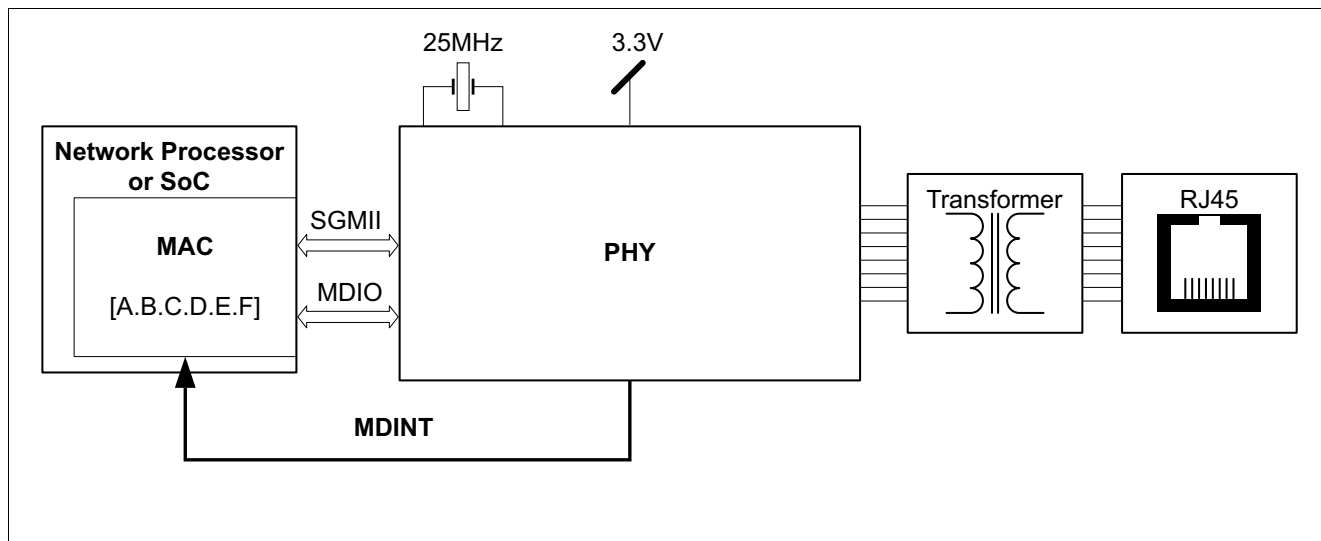 25MHz
3.3V
Network Processor
or SoC
MAC
[A.B.C.D.E.F]
SGMII
MDIO
PHY
Transformer
RJ45
MDINT